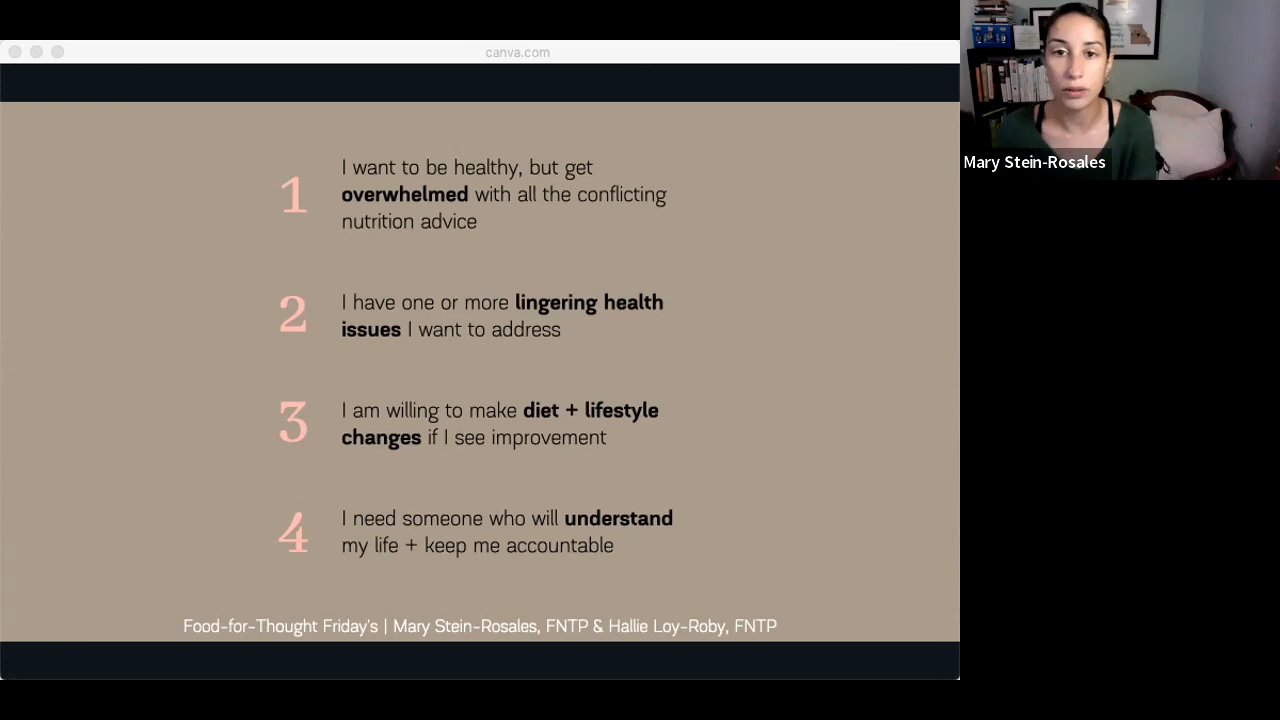 canva.com
1
I want to be healthy, but get
overwhelmed with all the conflicting
nutrition advice
2
I have one or more lingering health
issues I want to address
3
I am willing to make diet + lifestyle
changes if I see improvement
4
I need someone who will understand
my life + keep me accountable
Food-for-Thought Friday's | Mary Stein-Rosales, FNTP & Hallie Loy-Roby, FNTP
Mary Stein-Rosales